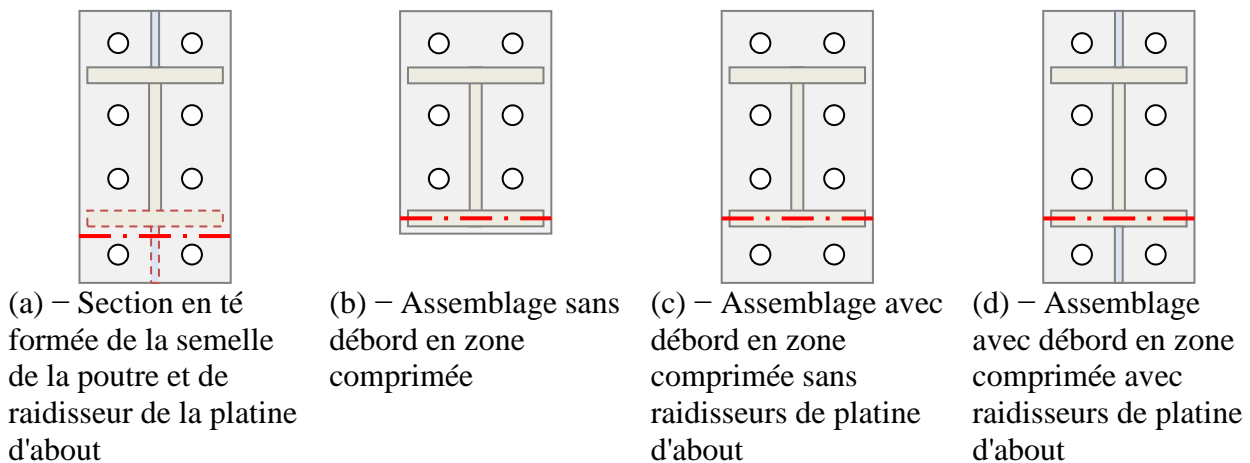 (a) − Section en té
formée de la semelle
de la poutre et de
raidisseur de la platine
d'about
(b) − Assemblage sans
débord en zone
comprimée
(c) − Assemblage avec
débord en zone
comprimée sans
raidisseurs de platine
d'about
(d) − Assemblage
avec débord en zone
comprimée avec
raidisseurs de platine
d'about